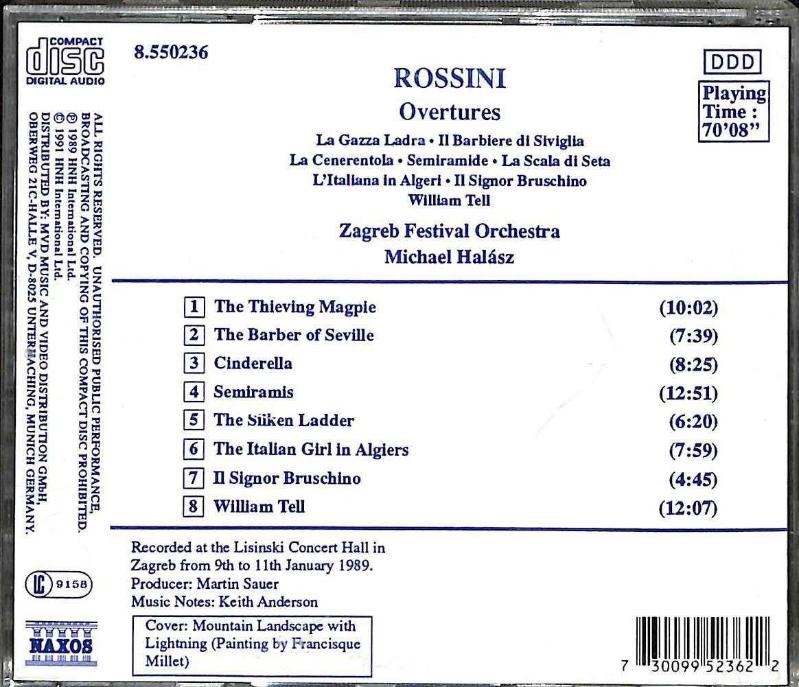 COMPACT
disc
DIGITAL AUDIO
8.550236
DDD
Playing
Time :
70'08"
ROSSINI
Overtures
La Gazza Ladra • Il Barbiere di Siviglia
La Cenerentola • Semiramide • La Scala di Seta
L'Italiana in Algeri • Il Signor Bruschino
William Tell
Zagreb Festival Orchestra
Michael Halász
1 The Thieving Magpie (10:02)
2 The Barber of Seville (7:39)
3 Cinderella (8:25)
4 Semiramis (12:51)
5 The Silken Ladder (6:20)
6 The Italian Girl in Algiers (7:59)
7 Il Signor Bruschino (4:45)
8 William Tell (12:07)
Recorded at the Lisinski Concert Hall in
Zagreb from 9th to 11th January 1989.
Producer: Martin Sauer
Music Notes: Keith Anderson
Cover: Mountain Landscape with
Lightning (Painting by Francisque
Millet)
ALL RIGHTS RESERVED. UNAUTHORISED PUBLIC PERFORMANCE,
BROADCASTING AND COPYING OF THIS COMPACT DISC PROHIBITED.
℗ 1989 HNH International Ltd.
© 1991 HNH International Ltd.
DISTRIBUTED BY: MVD MUSIC AND VIDEO DISTRIBUTION GMbH,
OBERWEG 21C-HALLE V, D-8025 UNTERHACHING, MUNICH GERMANY.
LC 9158
NAXOS
7 30099 52362 2